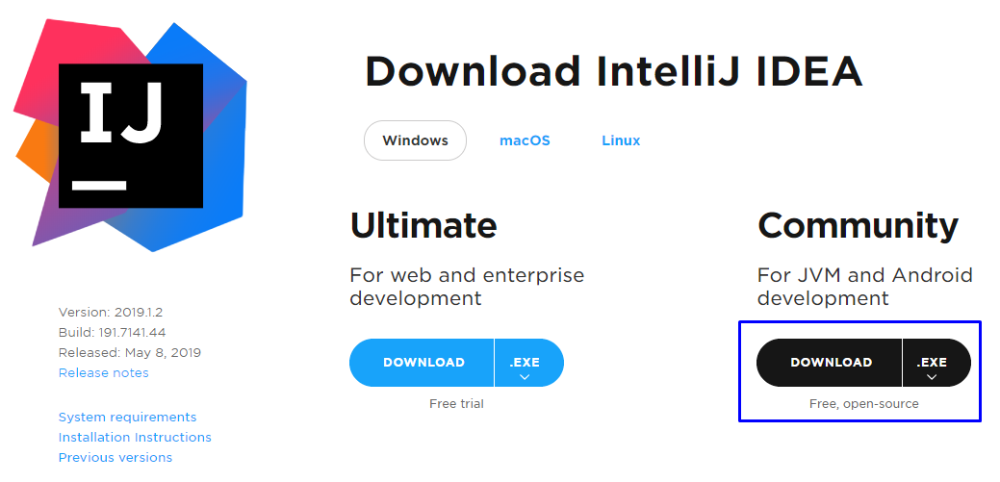 IJ
Download IntelliJ IDEA
Windows
macOS
Linux
Ultimate
For web and enterprise
development
DOWNLOAD
.EXE
Free trial
Community
For JVM and Android
development
DOWNLOAD
.EXE
Free, open-source
Version: 2019.1.2
Build: 191.7141.44
Released: May 8, 2019
Release notes
System requirements
Installation Instructions
Previous versions